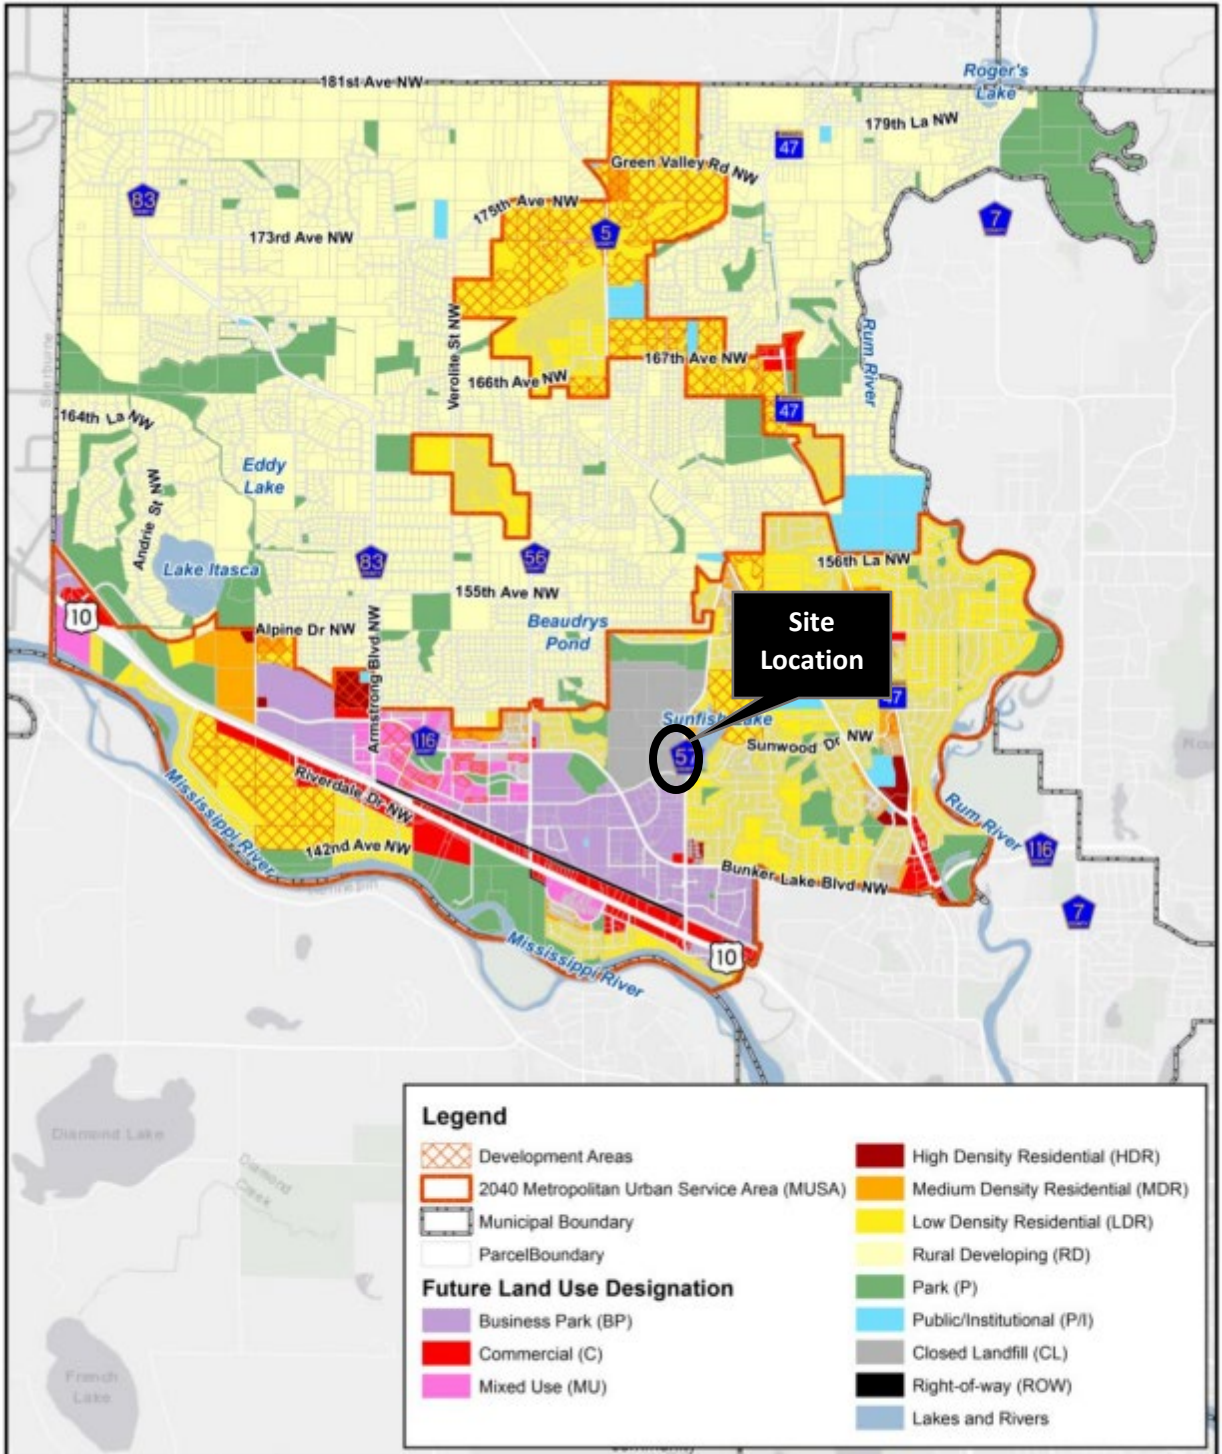 181st Ave NW
Roger's
Lake
179th La NW
47
Green Valley Rd NW
83
175th Ave NW
5
7
173rd Ave NW
Verolite St NW
Rum River
167th Ave NW
166th Ave NW
Sherburne
47
164th La NW
Eddy
Lake
Andrie St NW
Lake Itasca
83
56
156th La NW
155th Ave NW
10
Alpine Dr NW
Beaudrys
Pond
Site
Location
Armstrong Blvd NW
47
Sunfish Lake
116
Sunwood Dr NW
57
Mississippi River
Riverdale Dr NW
Rum River
142nd Ave NW
116
Bunker Lake Blvd NW
7
Mississippi River
10
Diamond Lake
Diamond
Creek
French
Lake
Legend
Development Areas
2040 Metropolitan Urban Service Area (MUSA)
Municipal Boundary
ParcelBoundary
Future Land Use Designation
Business Park (BP)
Commercial (C)
Mixed Use (MU)
High Density Residential (HDR)
Medium Density Residential (MDR)
Low Density Residential (LDR)
Rural Developing (RD)
Park (P)
Public/Institutional (P/I)
Closed Landfill (CL)
Right-of-way (ROW)
Lakes and Rivers